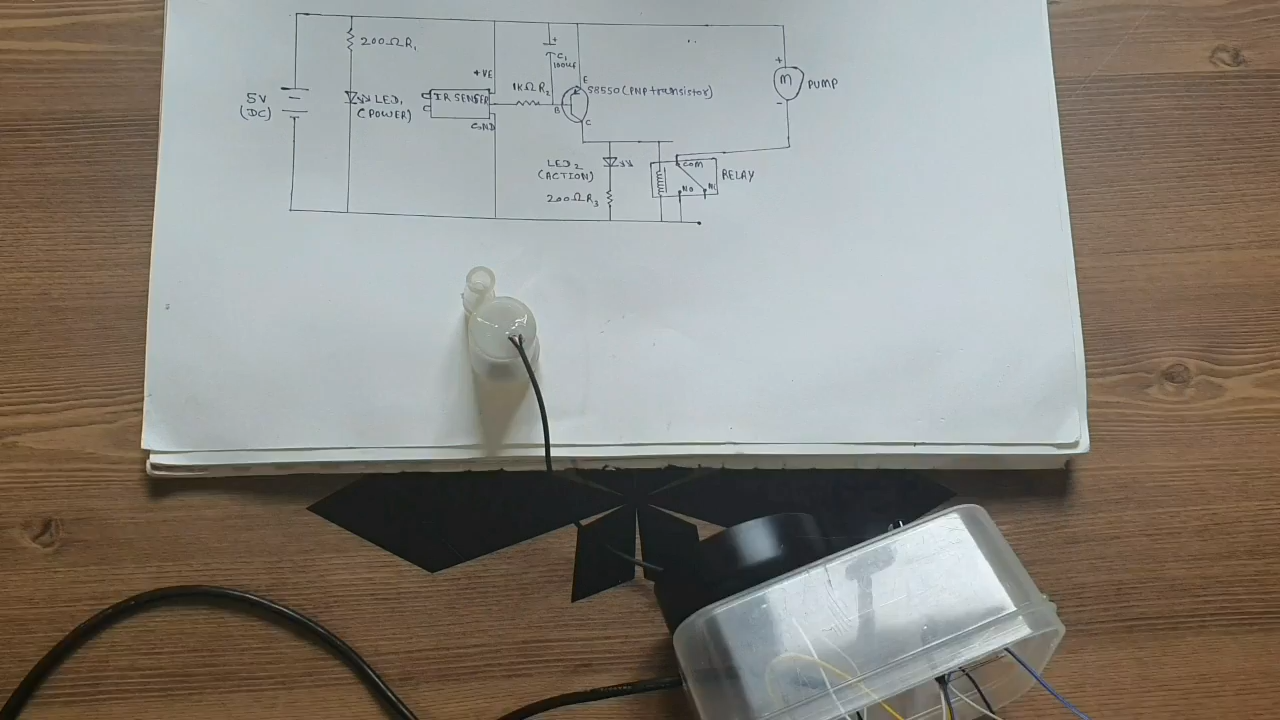 200Ω R₁
5V
(DC)
LED₁
(POWER)
+VE
IR SENSER
GND
1KΩ R₂
+
C₁
100uf
E
B
C
S8550 (PNP transistor)
LED₂
(ACTION)
200Ω R₃
COM
NO
NC
RELAY
+
M
-
PUMP